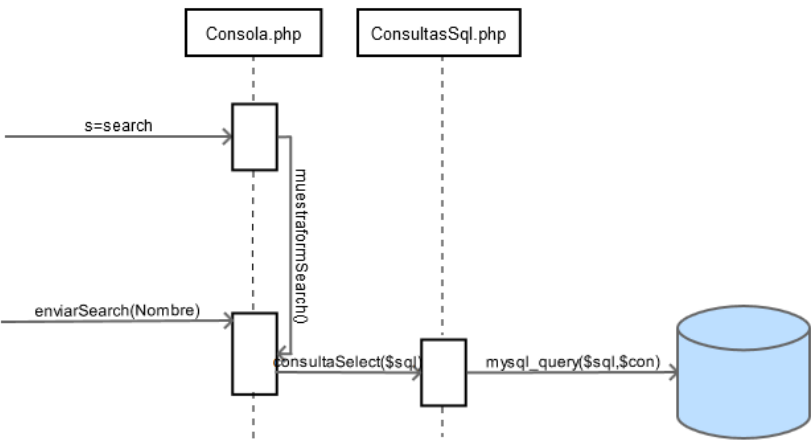 Consola.php
ConsultasSql.php
s=search
muestraformSearch()
enviarSearch(Nombre)
consultaSelect($sql)
mysql_query($sql,$con)